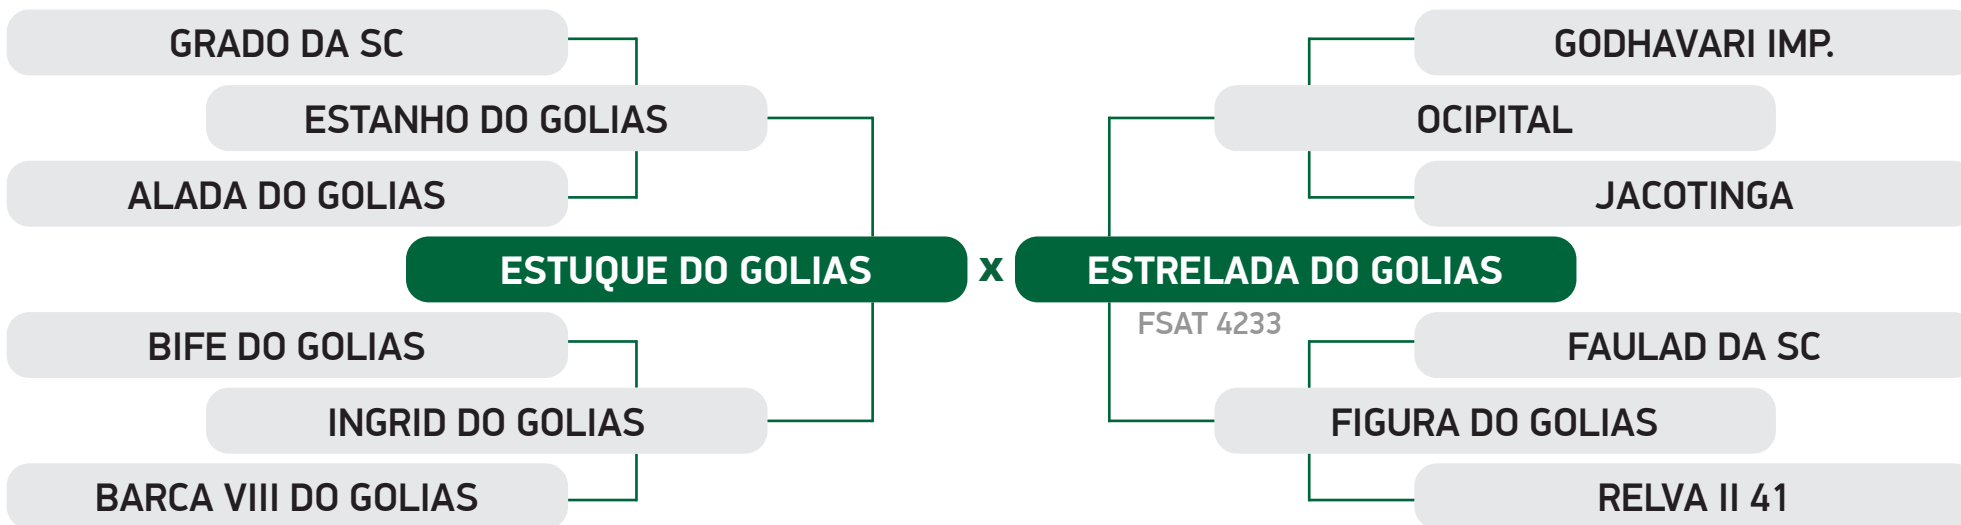 GRADO DA SC
GODHAVARI IMP.
ESTANHO DO GOLIAS
OCIPITAL
ALADA DO GOLIAS
JACOTINGA
ESTUQUE DO GOLIAS x ESTRELADA DO GOLIAS
FSAT 4233
BIFE DO GOLIAS
FAULAD DA SC
INGRID DO GOLIAS
FIGURA DO GOLIAS
BARCA VIII DO GOLIAS
RELVA II 41